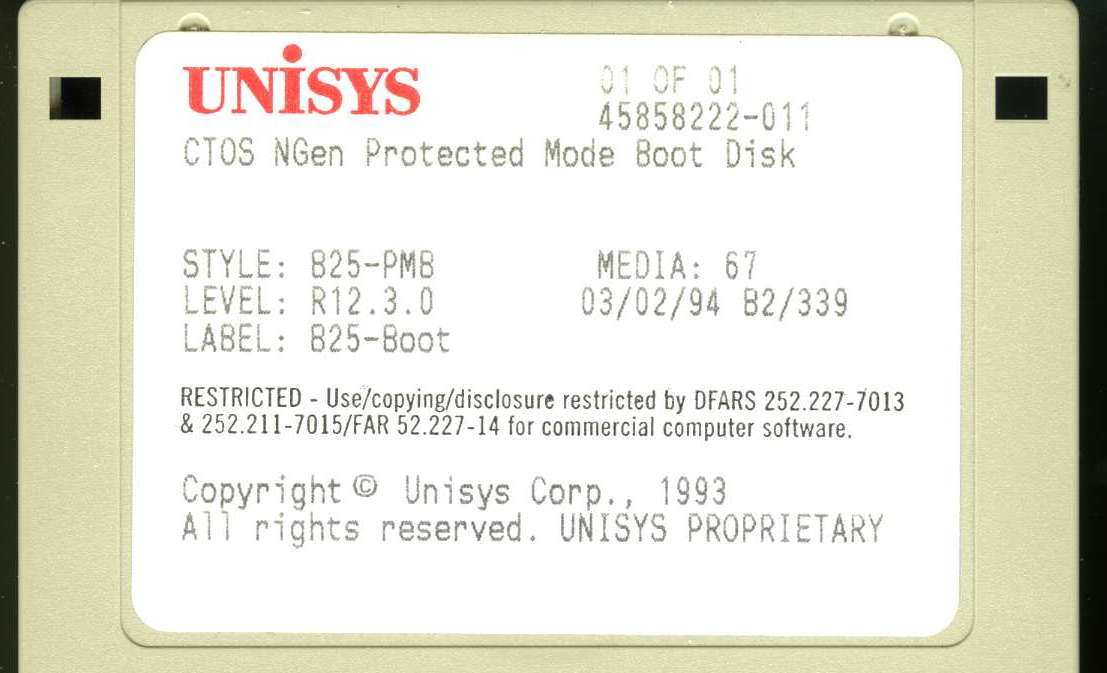 UNISYS
01 OF 01
45858222-011
CTOS NGen Protected Mode Boot Disk
STYLE: B25-PMB
MEDIA: 67
LEVEL: R12.3.0
03/02/94 B2/339
LABEL: B25-Boot
RESTRICTED - Use/copying/disclosure restricted by DFARS 252.227-7013
& 252.211-7015/FAR 52.227-14 for commercial computer software.
Copyright © Unisys Corp., 1993
All rights reserved. UNISYS PROPRIETARY